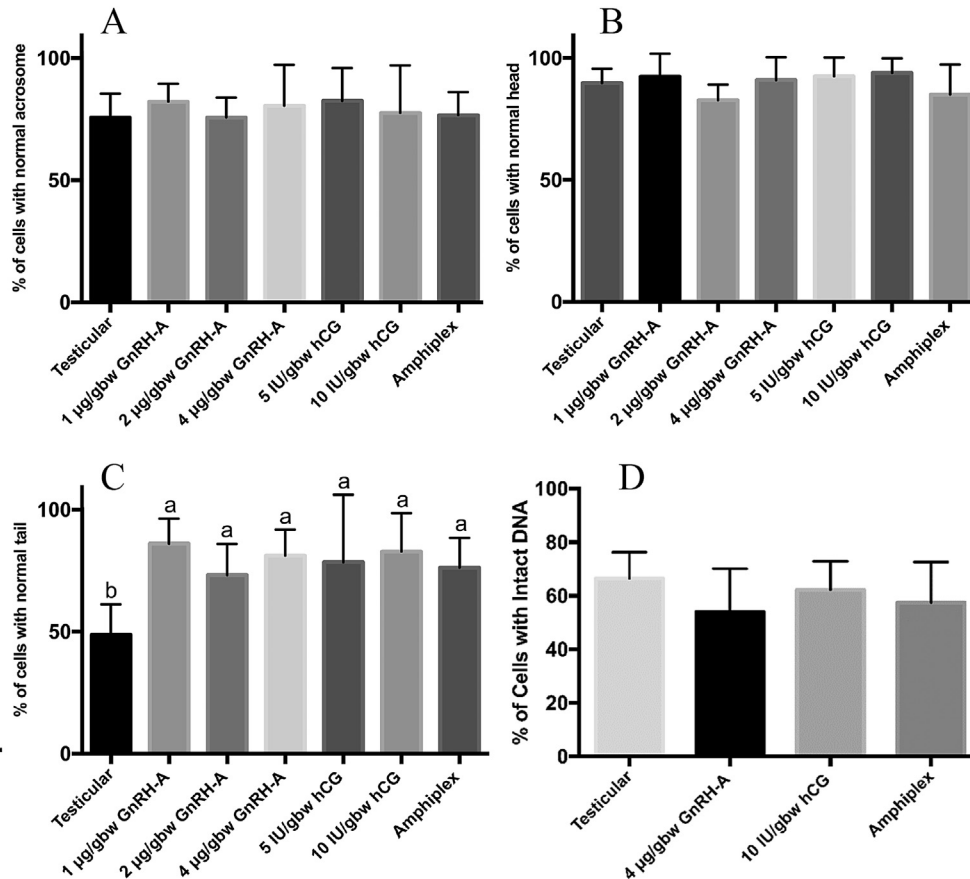 A
% of cells with normal acrosome
100
50
0
Testicular
1 µg/gbw GnRH-A
2 µg/gbw GnRH-A
4 µg/gbw GnRH-A
5 IU/gbw hCG
10 IU/gbw hCG
Amphiplex
B
% of cells with normal head
100
50
0
Testicular
1 µg/gbw GnRH-A
2 µg/gbw GnRH-A
4 µg/gbw GnRH-A
5 IU/gbw hCG
10 IU/gbw hCG
Amphiplex
C
% of cells with normal tail
100
50
0
b
a
a
a
a
a
a
Testicular
1 µg/gbw GnRH-A
2 µg/gbw GnRH-A
4 µg/gbw GnRH-A
5 IU/gbw hCG
10 IU/gbw hCG
Amphiplex
D
% of Cells with Intact DNA
100
80
60
40
20
0
Testicular
4 µg/gbw GnRH-A
10 IU/gbw hCG
Amphiplex